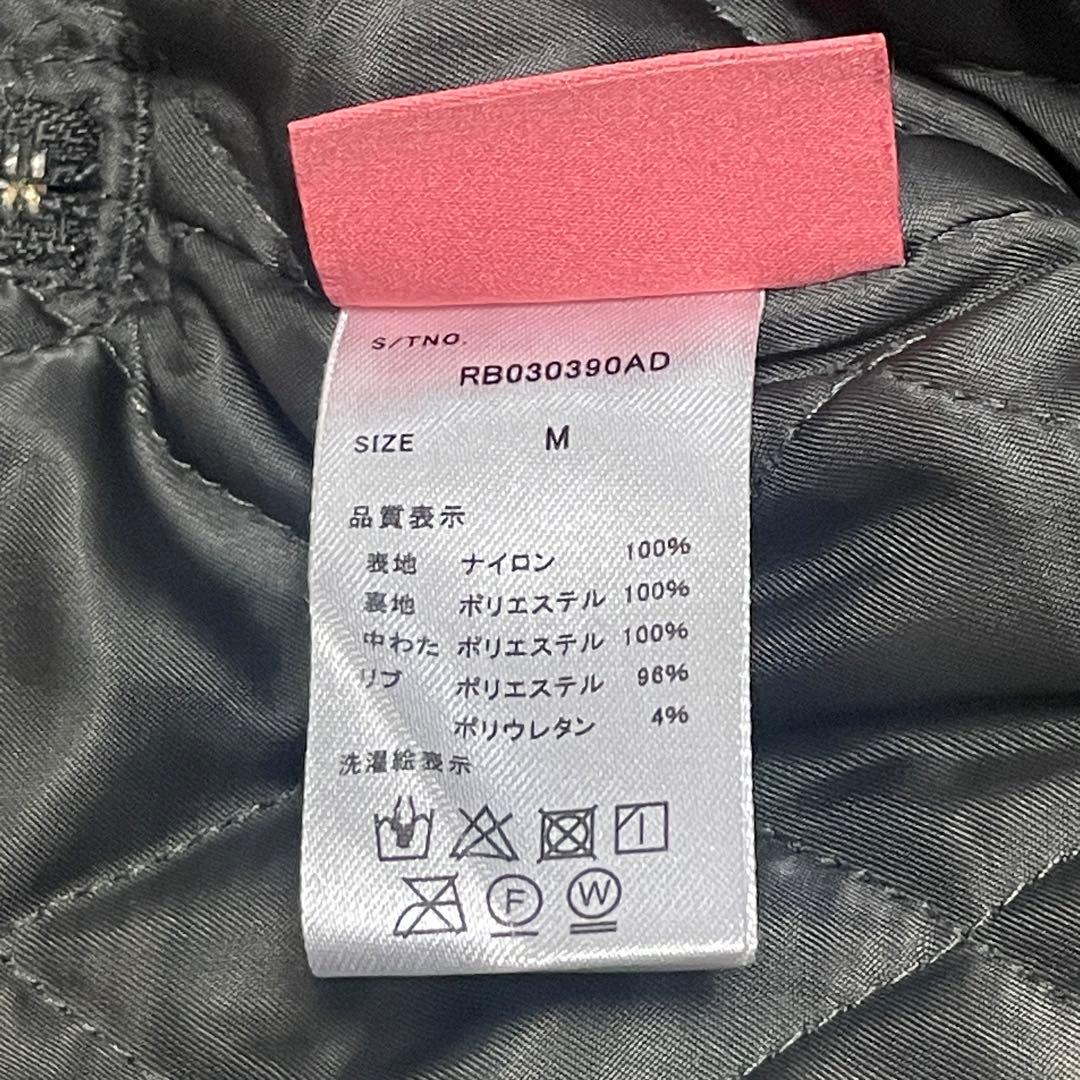 S/TNO.
RB030390AD
SIZE M
品質表示
表地 ナイロン 100%
裏地 ポリエステル 100%
中わた ポリエステル 100%
リブ ポリエステル 96%
ポリウレタン 4%
洗濯絵表示
F W